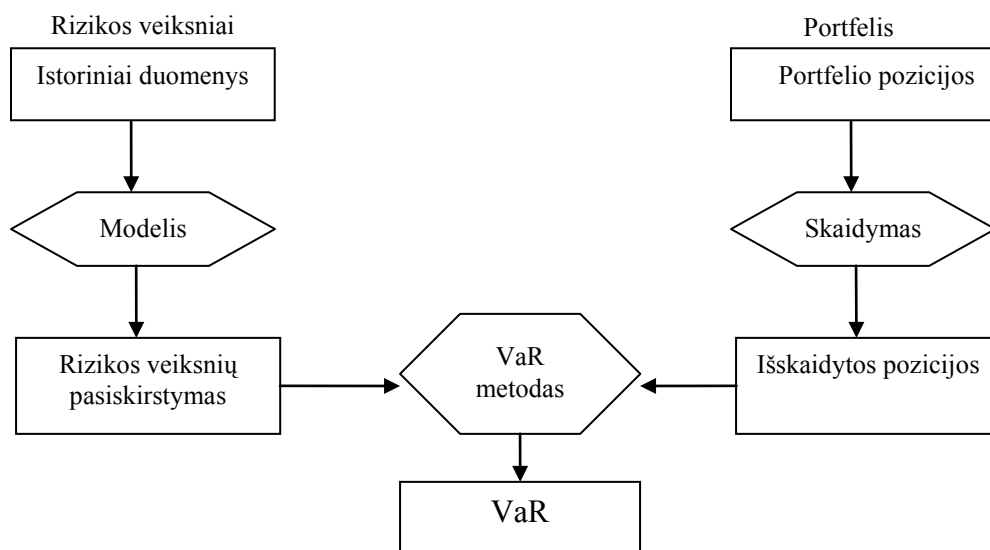 Rizikos veiksniai
Istoriniai duomenys
Modelis
Rizikos veiksnių
pasiskirstymas
Portfelis
Portfelio pozicijos
Skaidymas
Išskaidytos pozicijos
VaR
metodas
VaR